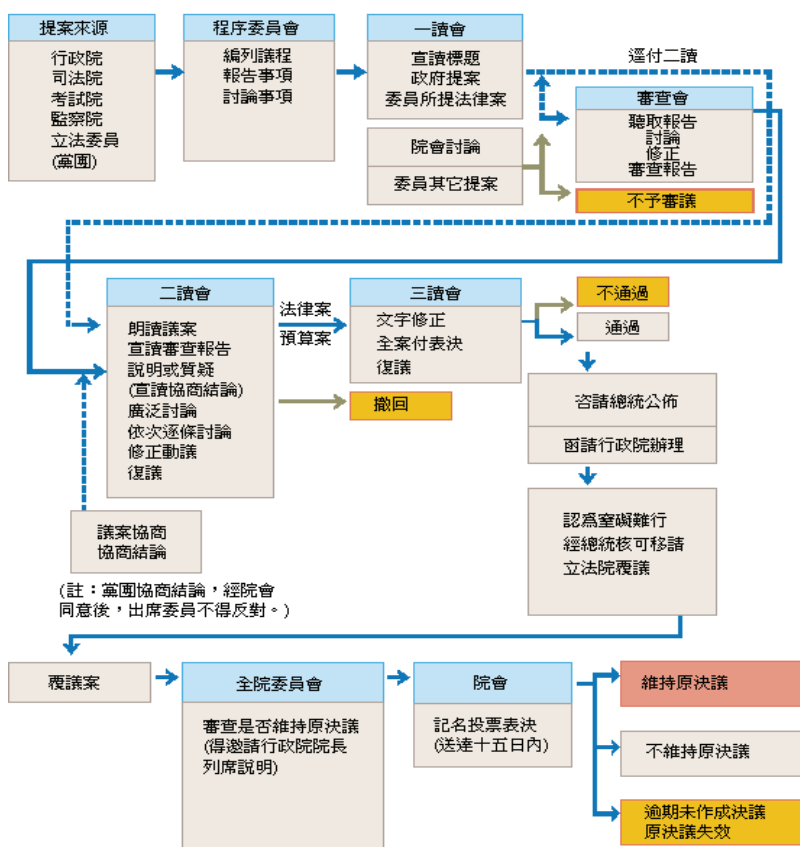 提案來源
行政院
司法院
考試院
監察院
立法委員
(黨團)
程序委員會
編列議程
報告事項
討論事項
一讀會
宣讀標題
政府提案
委員所提法律案
院會討論
委員其它提案
逕付二讀
審查會
聽取報告
討論
修正
審查報告
不予審議
二讀會
朗讀議案
宣讀審查報告
說明或質疑
(宣讀協商結論)
廣泛討論
依次逐條討論
修正動議
復議
法律案
預算案
撤回
三讀會
文字修正
全案付表決
復議
不通過
通過
咨請總統公佈
函請行政院辦理
認爲窒礙難行
經總統核可移請
立法院覆議
議案協商
協商結論
(註：黨團協商結論，經院會
同意後，出席委員不得反對。)
覆議案
全院委員會
審查是否維持原決議
(得邀請行政院院長
列席說明)
院會
記名投票表決
(送達十五日內)
維持原決議
不維持原決議
逾期未作成決議
原決議失效